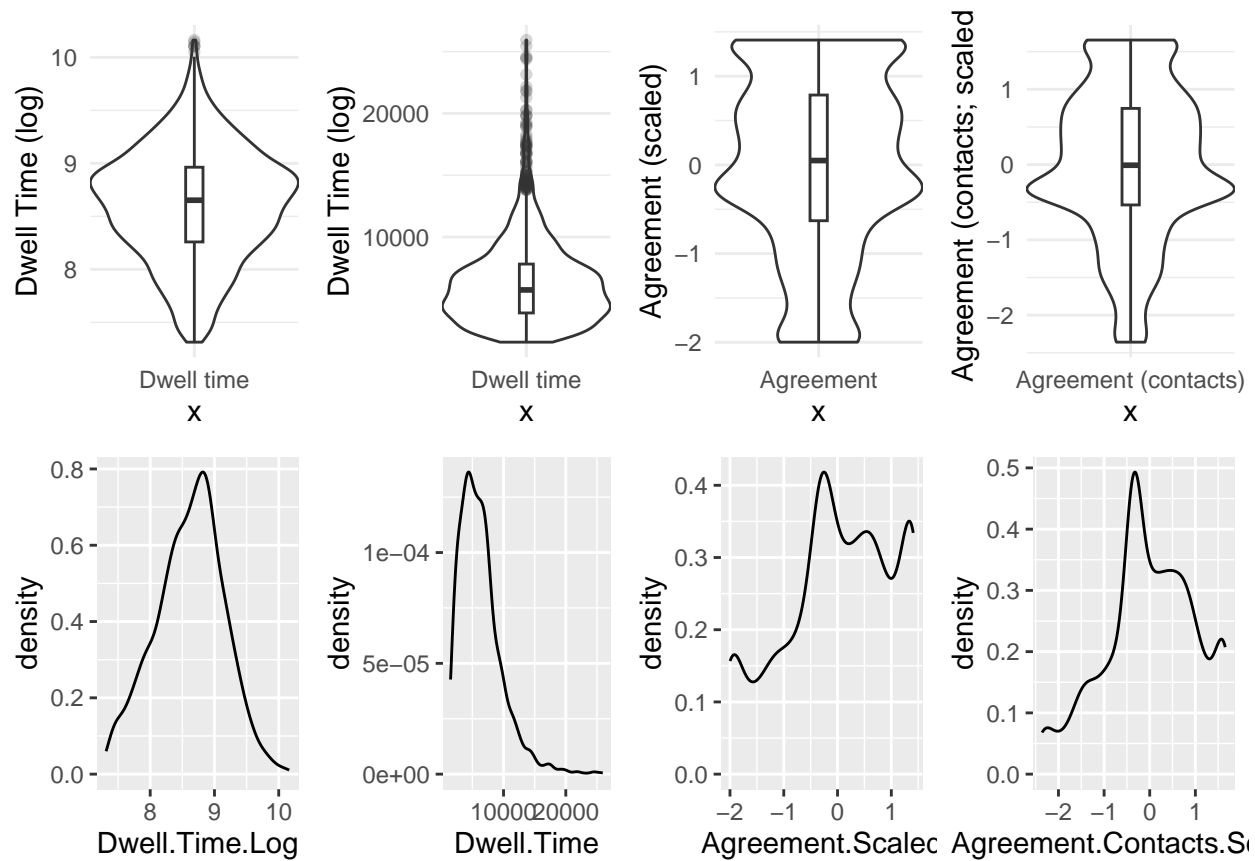 Dwell Time (log)
10
9
8
Dwell time
x
Dwell Time (log)
20000
10000
Dwell time
x
Agreement (scaled)
1
0
−1
−2
Agreement
x
Agreement (contacts; scaled
1
0
−1
−2
Agreement (contacts)
x
density
0.8
0.6
0.4
0.2
0.0
8 9 10
Dwell.Time.Log
density
1e−04
5e−05
0e+00
10000 20000
Dwell.Time
density
0.4
0.3
0.2
0.1
0.0
−2 −1 0 1
Agreement.Scaled
density
0.5
0.4
0.3
0.2
0.1
0.0
−2 −1 0 1
Agreement.Contacts.Sc